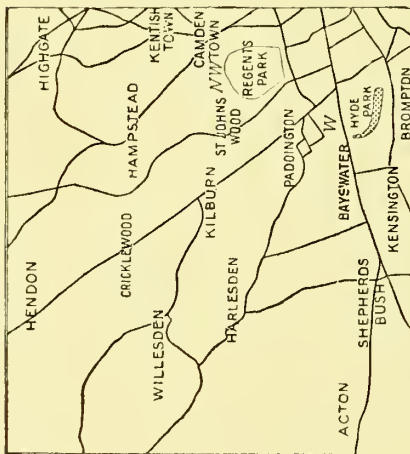 HIGHGATE
KENTISH
TOWN
CAMDEN
TOWN
NW
HAMPSTEAD
REGENTS
PARK
ST JOHNS
WOOD
HENDON
CRICKLEWOOD
KILBURN
PADDINGTON
W
HYDE
PARK
BROMPTON
BAYSWATER
KENSINGTON
WILLESDEN
HARLESDEN
SHEPHERDS
BUSH
ACTON